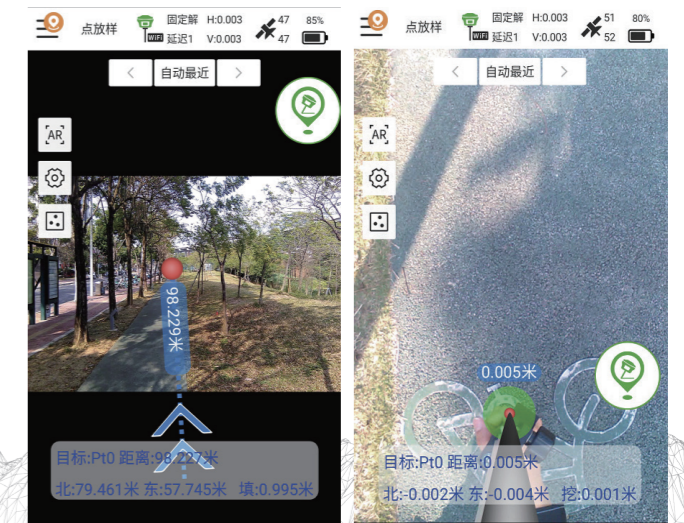 点放样
WIFI
固定解 H:0.003
延迟1 V:0.003
47
47
85%
< 自动最近 >
AR
98.229米
目标:Pt0 距离:98.227米
北:79.461米 东:57.745米 填:0.995米
点放样
WIFI
固定解 H:0.003
延迟1 V:0.003
51
52
80%
< 自动最近 >
AR
0.005米
目标:Pt0 距离:0.005米
北:-0.002米 东:-0.004米 挖:0.001米